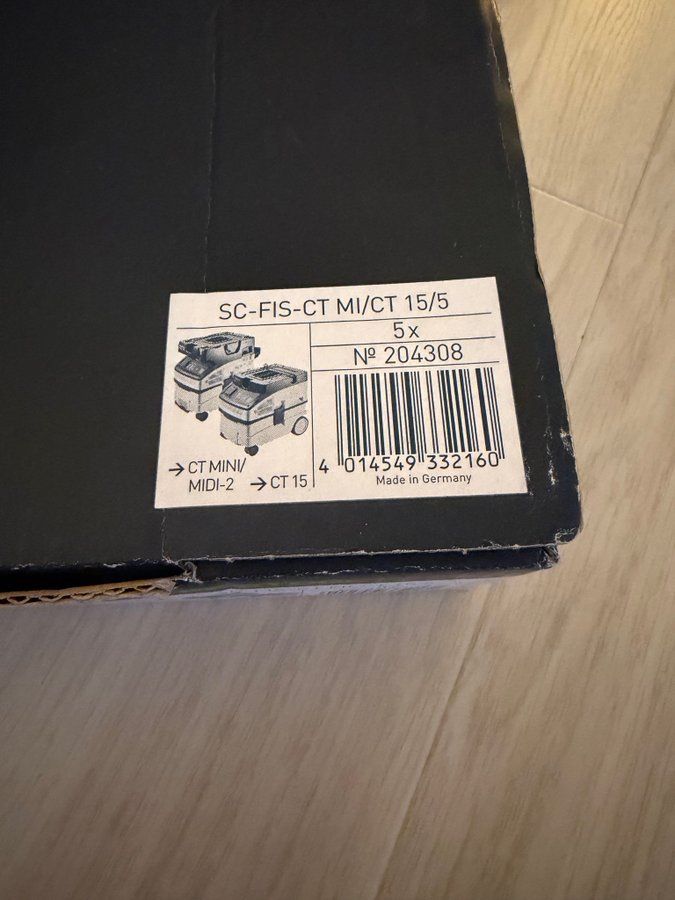 SC-FIS-CT MI/CT 15/5
5x
Nº 204308
→ CT MINI/
MIDI-2 → CT 15
4 014549 332160
Made in Germany